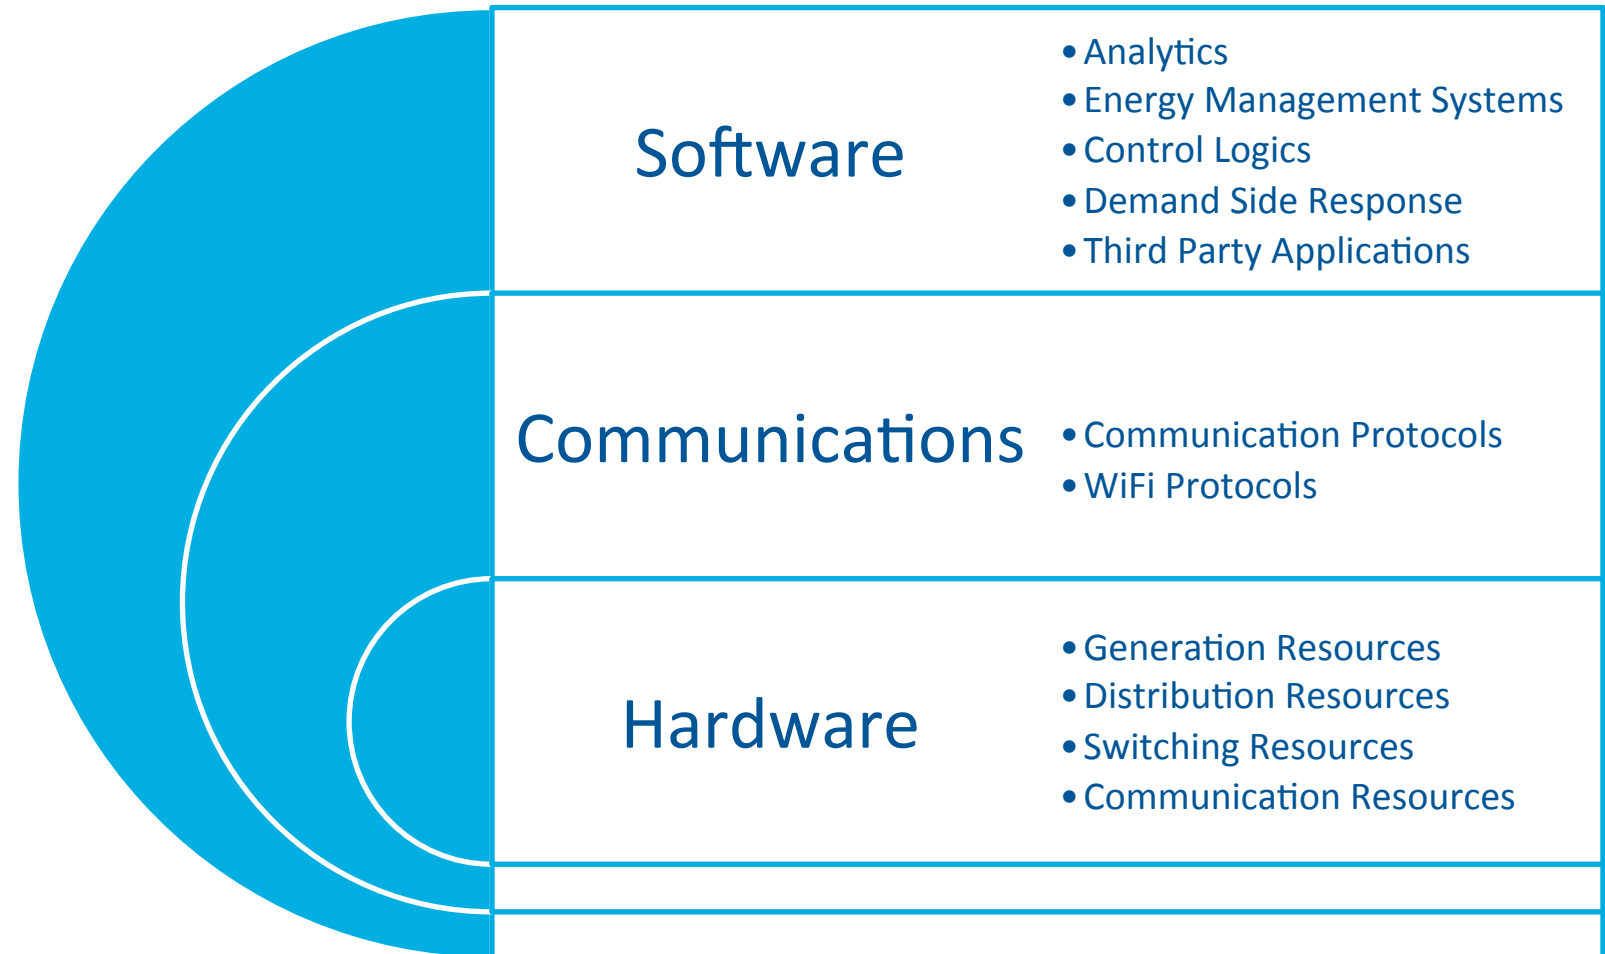 Software
• Analytics
• Energy Management Systems
• Control Logics
• Demand Side Response
• Third Party Applications
Communications
• Communication Protocols
• WiFi Protocols
Hardware
• Generation Resources
• Distribution Resources
• Switching Resources
• Communication Resources